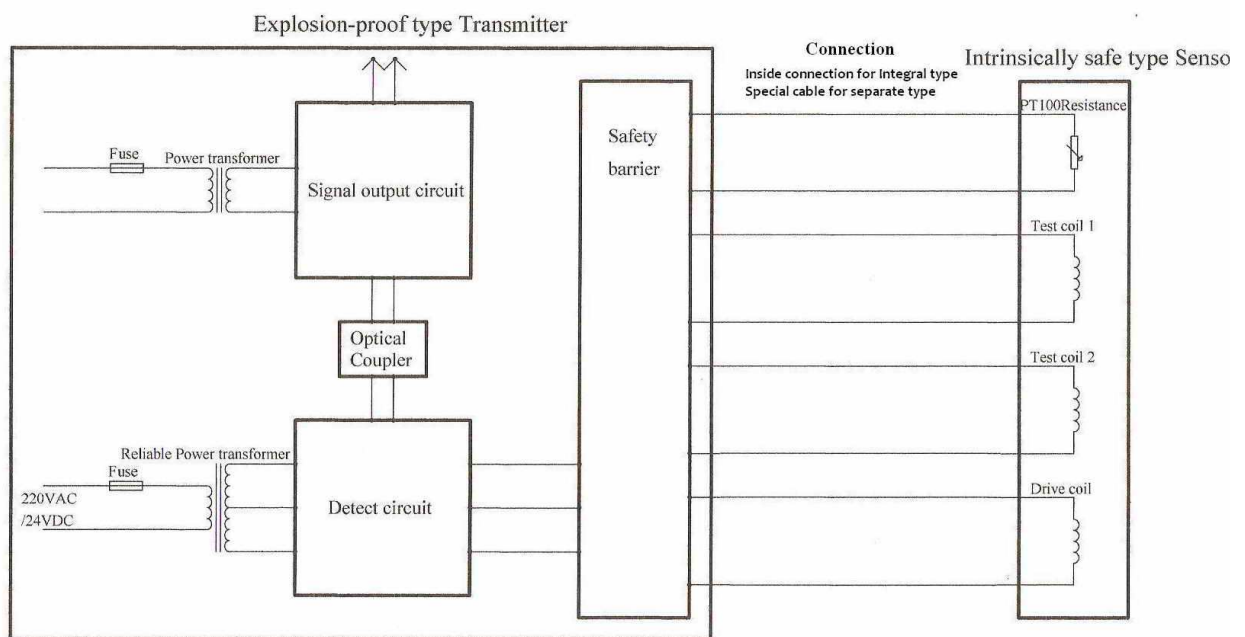 Explosion-proof type Transmitter
Connection
Inside connection for Integral type
Special cable for separate type
Intrinsically safe type Senso
PT100Resistance
Safety
barrier
Fuse
Power transformer
Signal output circuit
Test coil 1
Optical
Coupler
Test coil 2
Reliable Power transformer
Fuse
220VAC
/24VDC
Detect circuit
Drive coil